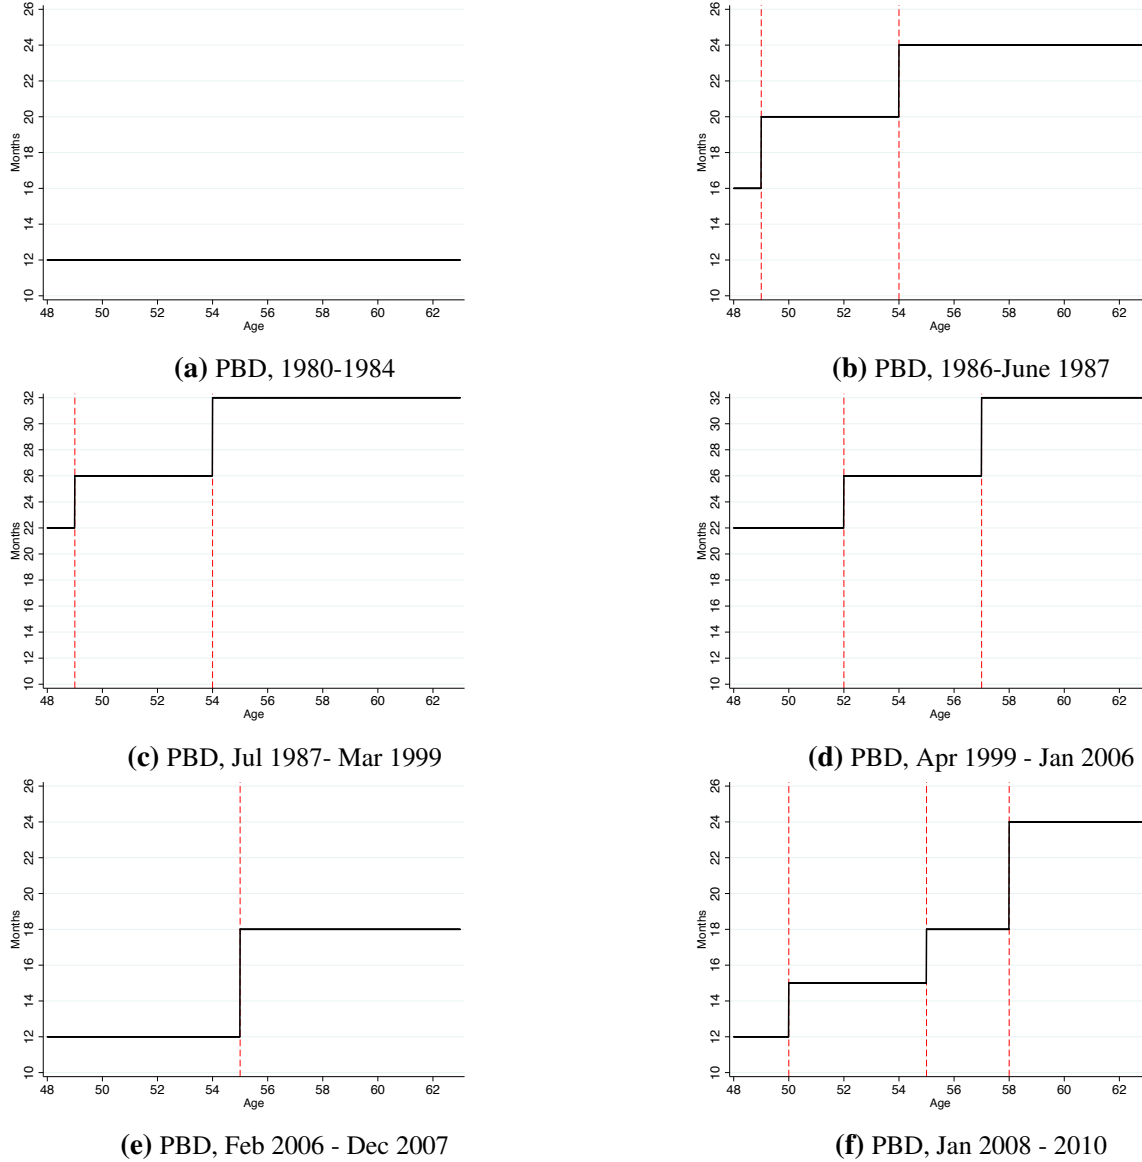 26
24
22
20
18
16
14
12
10
Months
48 50 52 54 56 58 60 62
Age
(a) PBD, 1980-1984
26
24
22
20
18
16
14
12
10
Months
48 50 52 54 56 58 60 62
Age
(b) PBD, 1986-June 1987
32
30
28
26
24
22
20
18
16
14
12
10
Months
48 50 52 54 56 58 60 62
Age
(c) PBD, Jul 1987- Mar 1999
32
30
28
26
24
22
20
18
16
14
12
10
Months
48 50 52 54 56 58 60 62
Age
(d) PBD, Apr 1999 - Jan 2006
26
24
22
20
18
16
14
12
10
Months
48 50 52 54 56 58 60 62
Age
(e) PBD, Feb 2006 - Dec 2007
26
24
22
20
18
16
14
12
10
Months
48 50 52 54 56 58 60 62
Age
(f) PBD, Jan 2008 - 2010